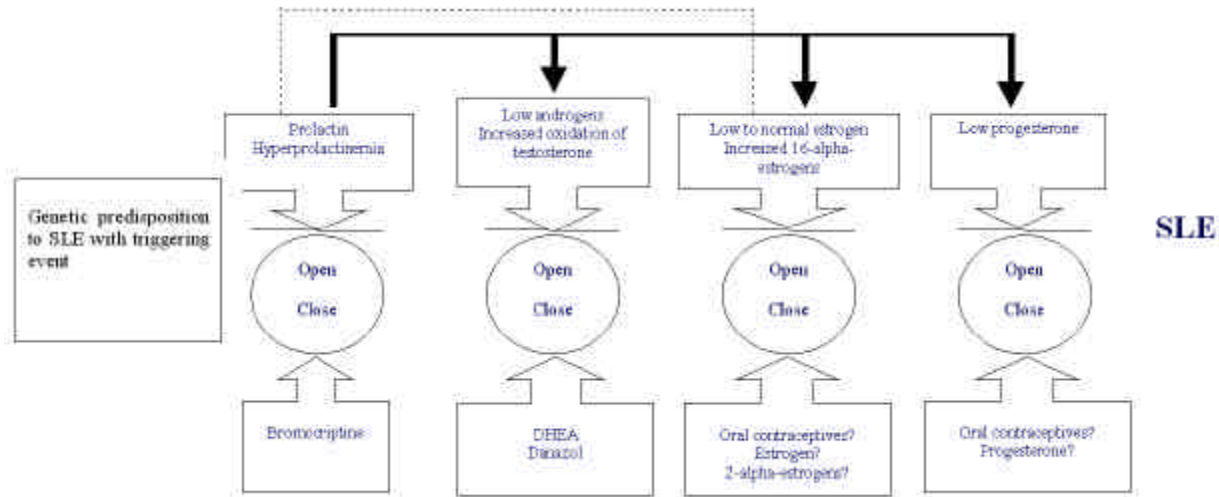 Prolactin
Hyperprolactinemia
Low androgens
Increased oxidation of
testosterone
Low to normal estrogen
Increased 16-alpha-
estrogens
Low progesterone
Genetic predisposition
to SLE with triggering
event
Open
Close
Open
Close
Open
Close
Open
Close
SLE
Bromocriptine
DHEA
Danazol
Oral contraceptives?
Estrogen?
2-alpha-estrogens?
Oral contraceptives?
Progesterone?